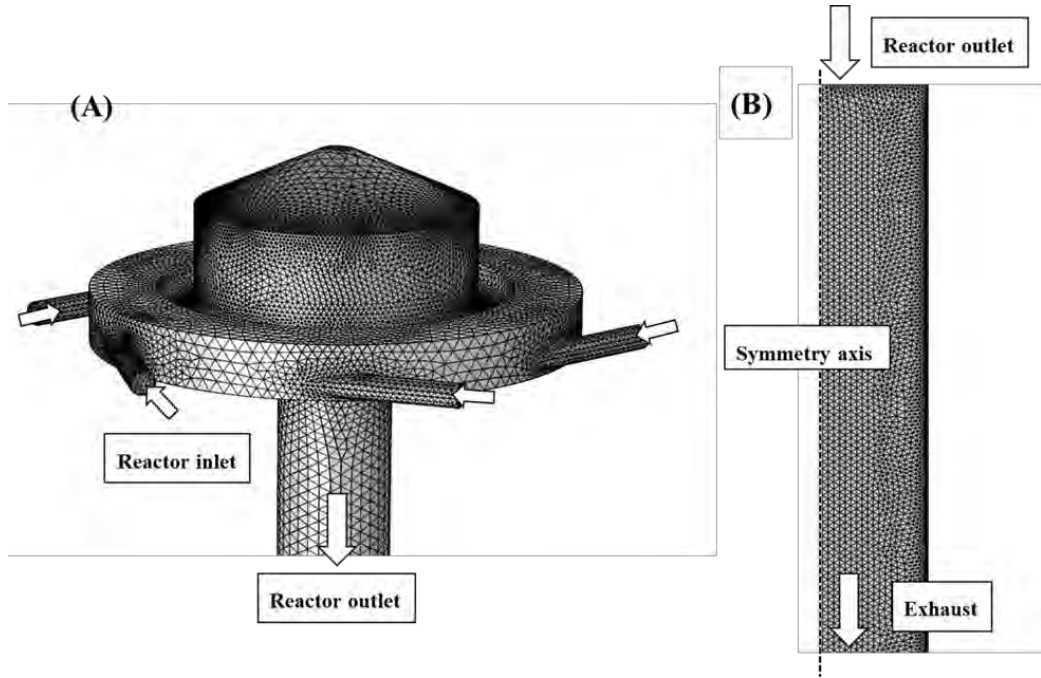 (A)
Reactor inlet
Reactor outlet
(B)
Reactor outlet
Symmetry axis
Exhaust